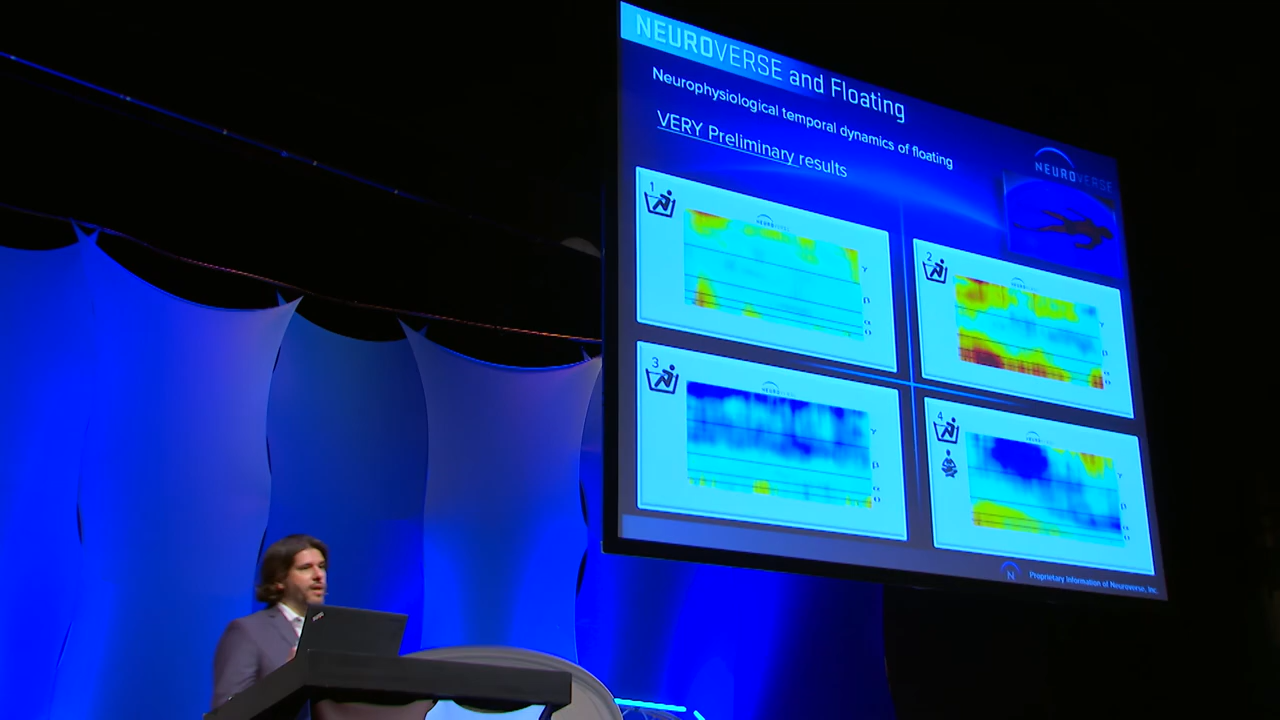 NEUROVERSE and Floating
Neurophysiological temporal dynamics of floating
VERY Preliminary results
NEUROVERSE
1
γ
β
α
2
γ
β
α
3
γ
β
α
4
γ
β
α
N
Proprietary Information of Neuroverse, Inc.